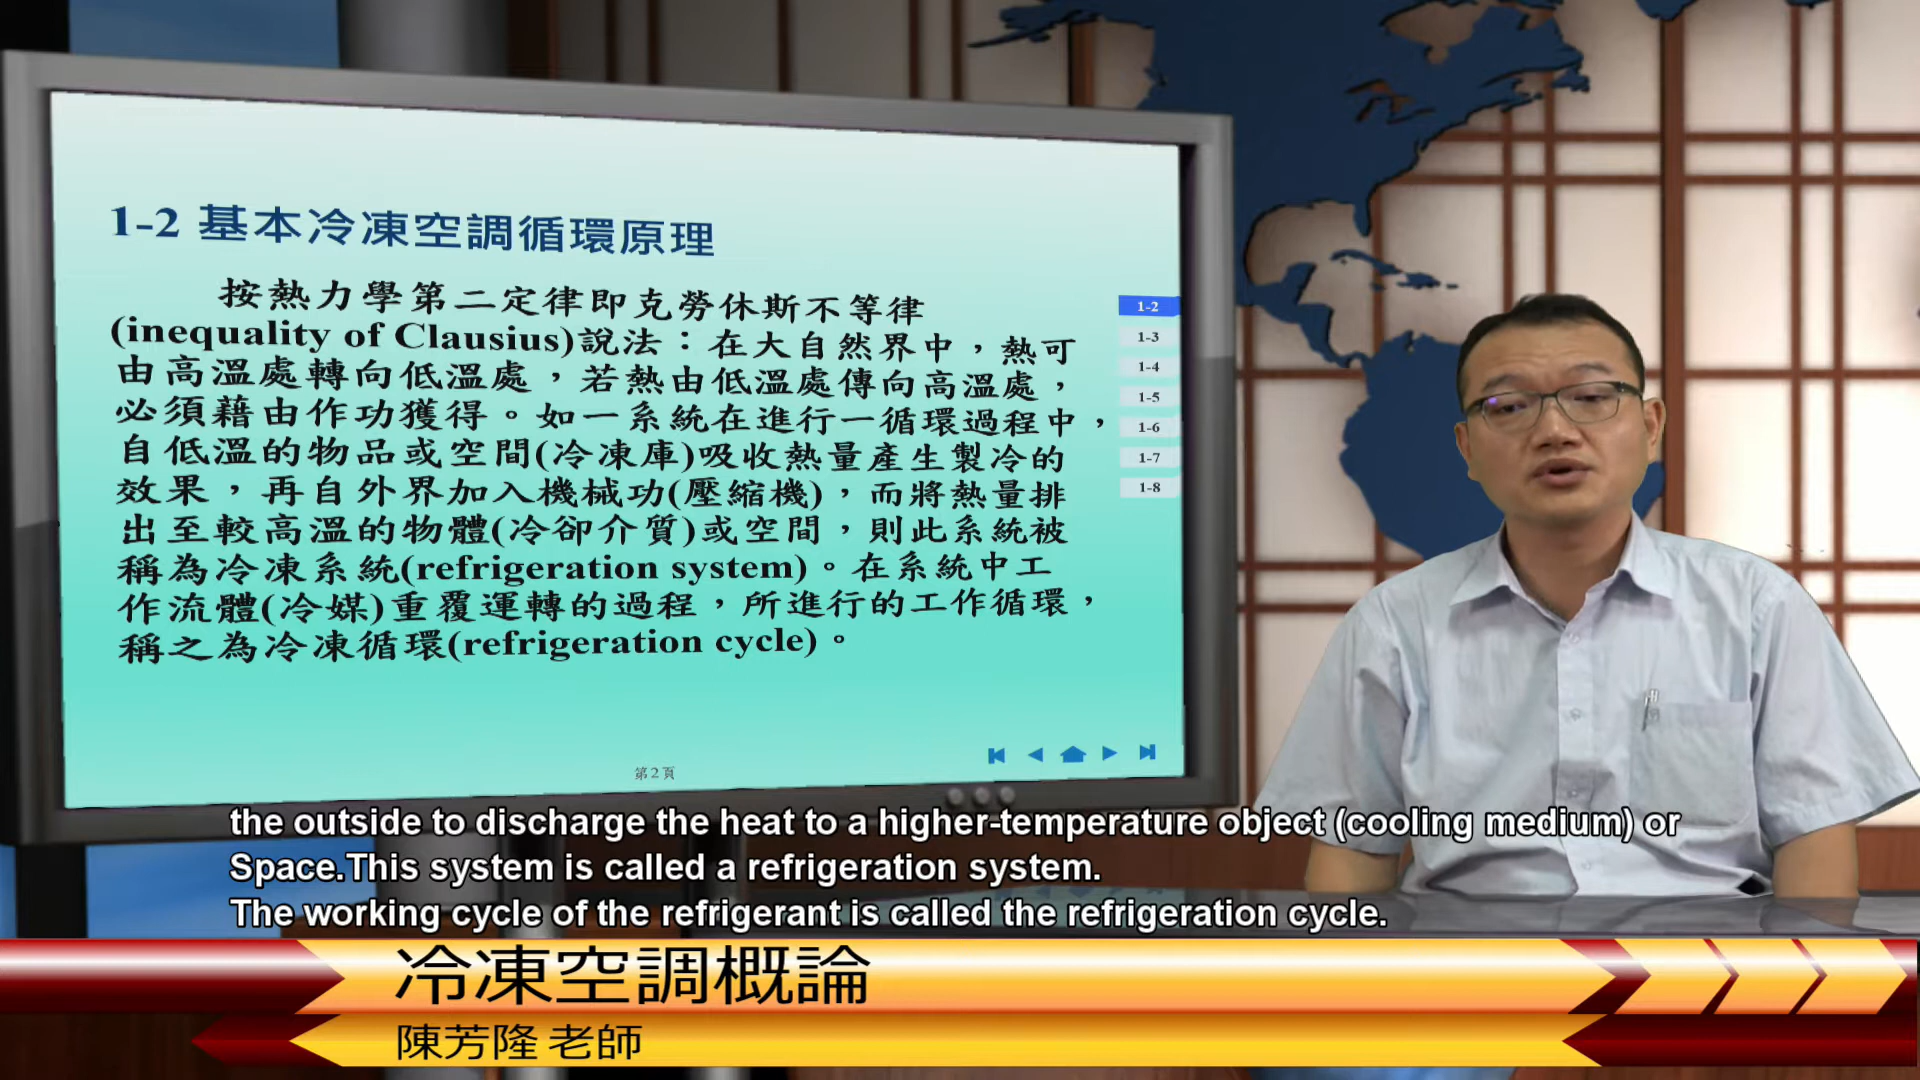 1-2 基本冷凍空調循環原理
按熱力學第二定律即克勞休斯不等律
(inequality of Clausius)說法：在大自然界中，熱可
由高溫處轉向低溫處，若熱由低溫處傳向高溫處，
必須藉由作功獲得。如一系統在進行一循環過程中，
自低溫的物品或空間(冷凍庫)吸收熱量產生製冷的
效果，再自外界加入機械功(壓縮機)，而將熱量排
出至較高溫的物體(冷卻介質)或空間，則此系統被
稱為冷凍系統(refrigeration system)。在系統中工
作流體(冷媒)重覆運轉的過程，所進行的工作循環，
稱之為冷凍循環(refrigeration cycle)。
1-2
1-3
1-4
1-5
1-6
1-7
1-8
第2頁
the outside to discharge the heat to a higher-temperature object (cooling medium) or
Space.This system is called a refrigeration system.
The working cycle of the refrigerant is called the refrigeration cycle.
冷凍空調概論
陳芳隆 老師